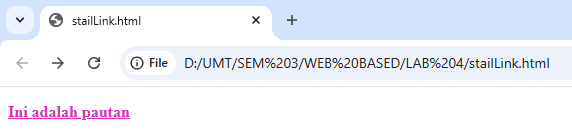 stailLink.html
File D:/UMT/SEM%203/WEB%20BASED/LAB%204/stailLink.html
Ini adalah pautan